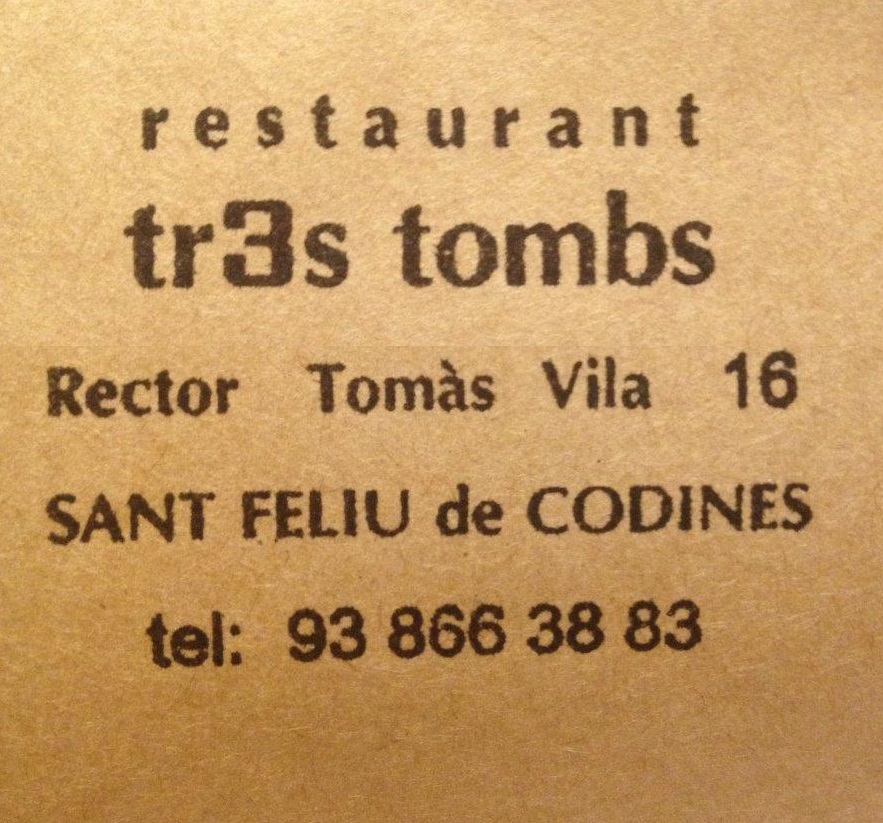 restaurant
tr3s tombs
Rector Tomàs Vila 16
SANT FELIU de CODINES
tel: 93 866 38 83